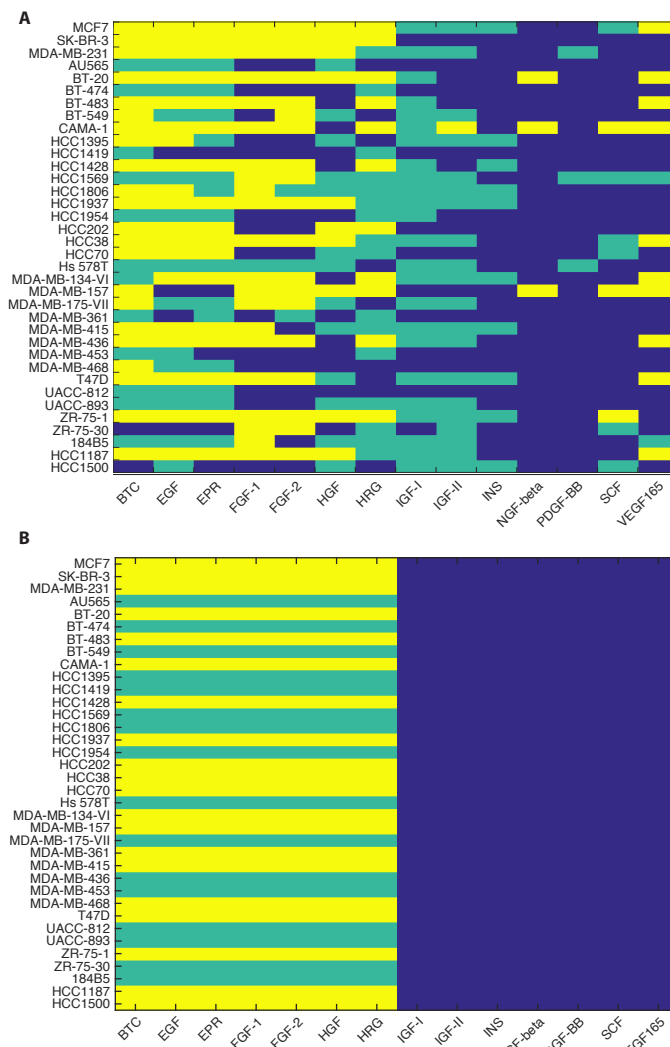 A
MCF7
SK-BR-3
MDA-MB-231
AU565
BT-20
BT-474
BT-483
BT-549
CAMA-1
HCC1395
HCC1419
HCC1428
HCC1569
HCC1806
HCC1937
HCC1954
HCC202
HCC38
HCC70
Hs 578T
MDA-MB-134-VI
MDA-MB-157
MDA-MB-175-VII
MDA-MB-361
MDA-MB-415
MDA-MB-436
MDA-MB-453
MDA-MB-468
T47D
UACC-812
UACC-893
ZR-75-1
ZR-75-30
184B5
HCC1187
HCC1500
BTC EGF EPR FGF-1 FGF-2 HGF HRG IGF-I IGF-II INS NGF-beta PDGF-BB SCF VEGF165
B
MCF7
SK-BR-3
MDA-MB-231
AU565
BT-20
BT-474
BT-483
BT-549
CAMA-1
HCC1395
HCC1419
HCC1428
HCC1569
HCC1806
HCC1937
HCC1954
HCC202
HCC38
HCC70
Hs 578T
MDA-MB-134-VI
MDA-MB-157
MDA-MB-175-VII
MDA-MB-361
MDA-MB-415
MDA-MB-436
MDA-MB-453
MDA-MB-468
T47D
UACC-812
UACC-893
ZR-75-1
ZR-75-30
184B5
HCC1187
HCC1500
BTC EGF EPR FGF-1 FGF-2 HGF HRG IGF-I IGF-II INS GF-beta GF-BB SCF EGF165